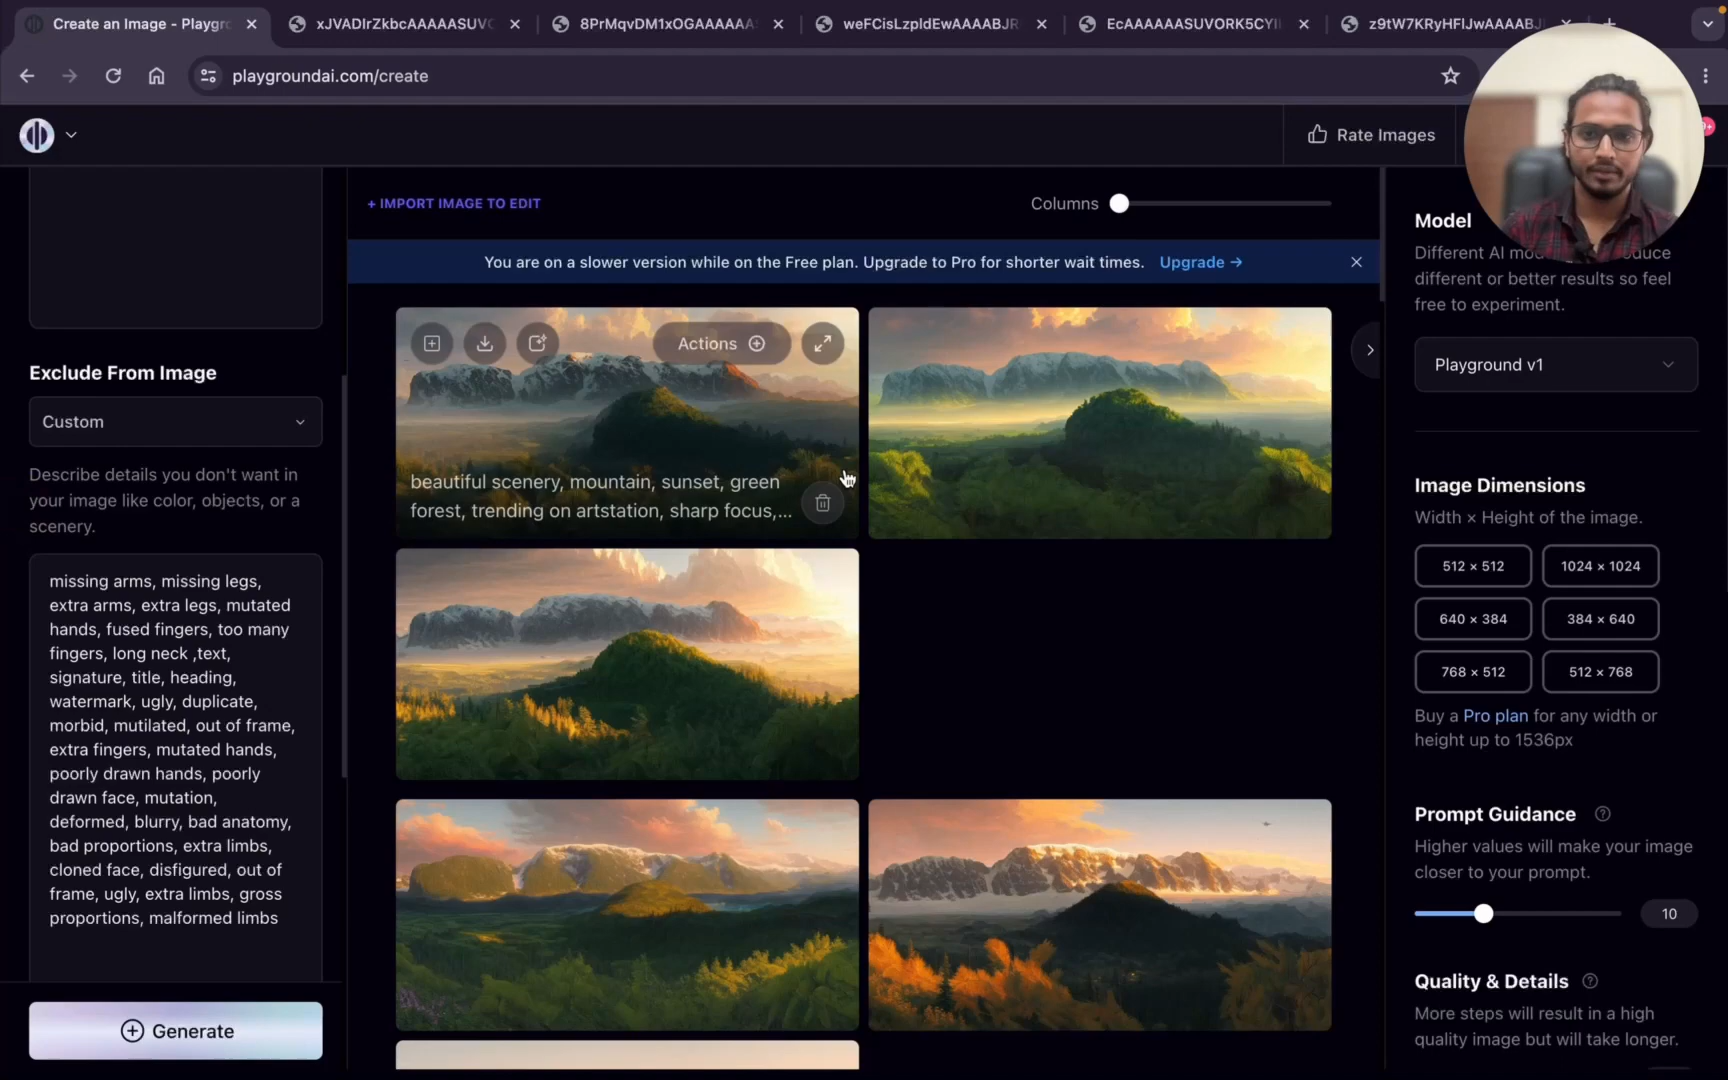 Create an Image - Playgr
xJVADIrZkbcAAAAASUVO
8PrMqvDM1xOGAAAAAA
weFCisLzpldEwAAAABJR
EcAAAAAASUVORK5CYII
z9tW7KRyHFIJwAAAABJ
playgroundai.com/create
Rate Images
+ IMPORT IMAGE TO EDIT
Columns
You are on a slower version while on the Free plan. Upgrade to Pro for shorter wait times. Upgrade →
Exclude From Image
Custom
Describe details you don't want in
your image like color, objects, or a
scenery.
missing arms, missing legs,
extra arms, extra legs, mutated
hands, fused fingers, too many
fingers, long neck ,text,
signature, title, heading,
watermark, ugly, duplicate,
morbid, mutilated, out of frame,
extra fingers, mutated hands,
poorly drawn hands, poorly
drawn face, mutation,
deformed, blurry, bad anatomy,
bad proportions, extra limbs,
cloned face, disfigured, out of
frame, ugly, extra limbs, gross
proportions, malformed limbs
Generate
Actions
beautiful scenery, mountain, sunset, green
forest, trending on artstation, sharp focus,...
Model
Different AI
duce
different or better results so feel
free to experiment.
Playground v1
Image Dimensions
Width × Height of the image.
512 × 512
1024 × 1024
640 × 384
384 × 640
768 × 512
512 × 768
Buy a Pro plan for any width or
height up to 1536px
Prompt Guidance
Higher values will make your image
closer to your prompt.
10
Quality & Details
More steps will result in a high
quality image but will take longer.